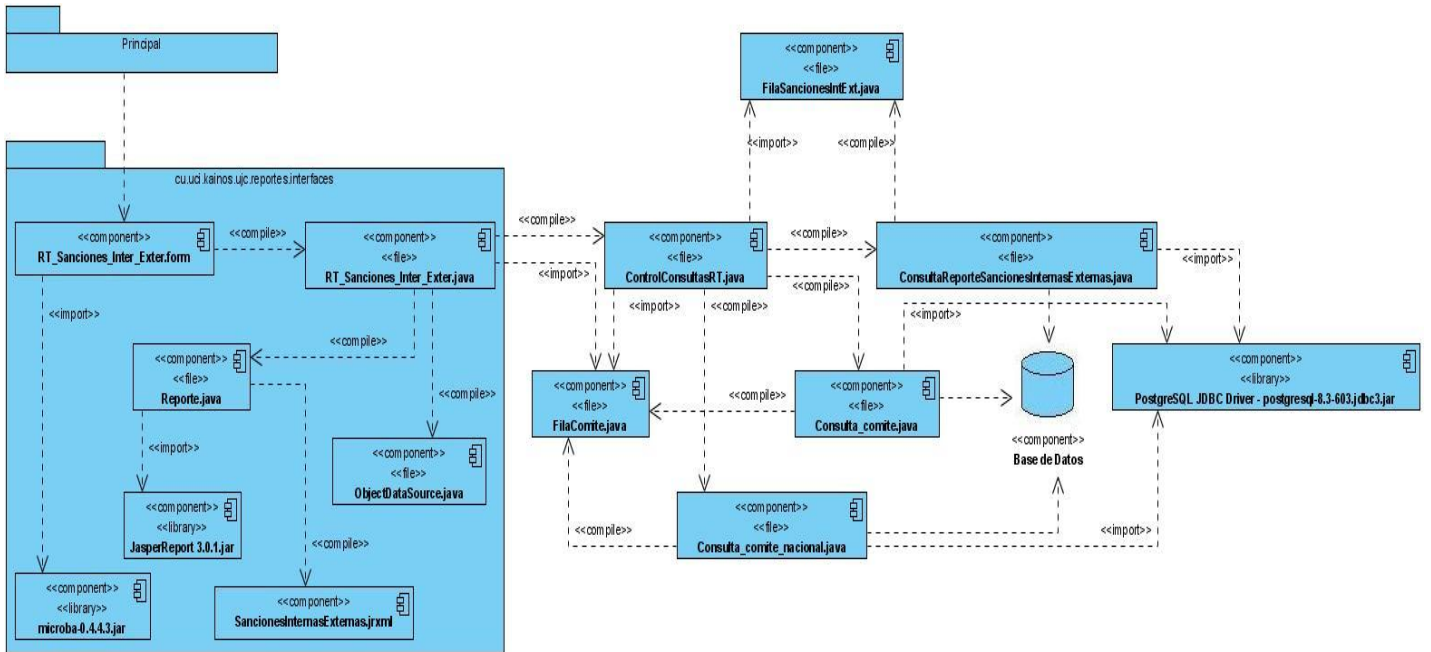 Principal
<<component>>
<<file>>
FilaSancionesIntExt.java
<<import>>
<<compile>>
cu.uci.kainos.ujc.reportes.interfaces
<<component>>
RT_Sanciones_Inter_Exter.form
<<compile>>
<<component>>
<<file>>
RT_Sanciones_Inter_Exter.java
<<compile>>
<<import>>
<<component>>
<<file>>
ControlConsultasRT.java
<<compile>>
<<compile>>
<<component>>
<<file>>
ConsultaReporteSancionesInternasExternas.java
<<import>>
<<import>>
<<import>>
<<compile>>
<<import>>
<<compile>>
<<component>>
<<file>>
Reporte.java
<<compile>>
<<component>>
<<file>>
FilaComite.java
<<compile>>
<<component>>
<<file>>
Consulta_comite.java
<<component>>
Base de Datos
<<component>>
<<library>>
PostgreSQL JDBC Driver - postgresql-8.3-603.jdbc3.jar
<<import>>
<<component>>
<<file>>
ObjectDataSource.java
<<component>>
<<library>>
JasperReport 3.0.1.jar
<<compile>>
<<compile>>
<<component>>
<<file>>
Consulta_comite_nacional.java
<<import>>
<<component>>
<<library>>
microba-0.4.4.3.jar
<<component>>
SancionesInternasExternas.jrxml